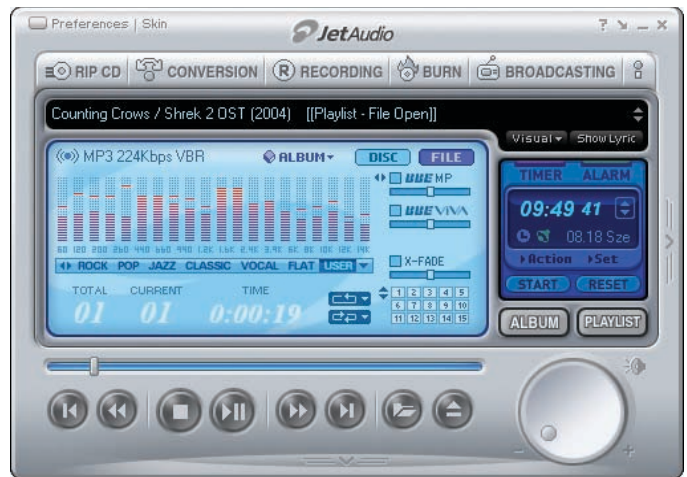 Preferences | Skin
JetAudio
RIP CD
CONVERSION
RECORDING
BURN
BROADCASTING
Counting Crows / Shrek 2 OST (2004) [[Playlist - File Open]]
Visual
Show Lyric
MP3 224Kbps VBR
ALBUM
DISC
FILE
BBE MP
BBE VIVA
X-FADE
60 120 200 260 440 660 990 1.2K 1.6K 2.4K 3.9K 6K 8K 10K 12K 14K
ROCK POP JAZZ CLASSIC VOCAL FLAT USER
TOTAL CURRENT TIME
01 01 0:00:19
1 2 3 4 5
6 7 8 9 10
11 12 13 14 15
TIMER ALARM
09:49 41
08.18 Sze
Action Set
START RESET
ALBUM PLAYLIST